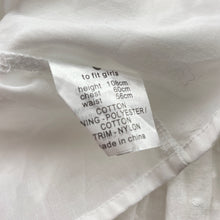 to fit girls
height 108cm
chest 60cm
waist 56cm
COTTON
NING - POLYESTER/
COTTON
TRIM - NYLON
made in china